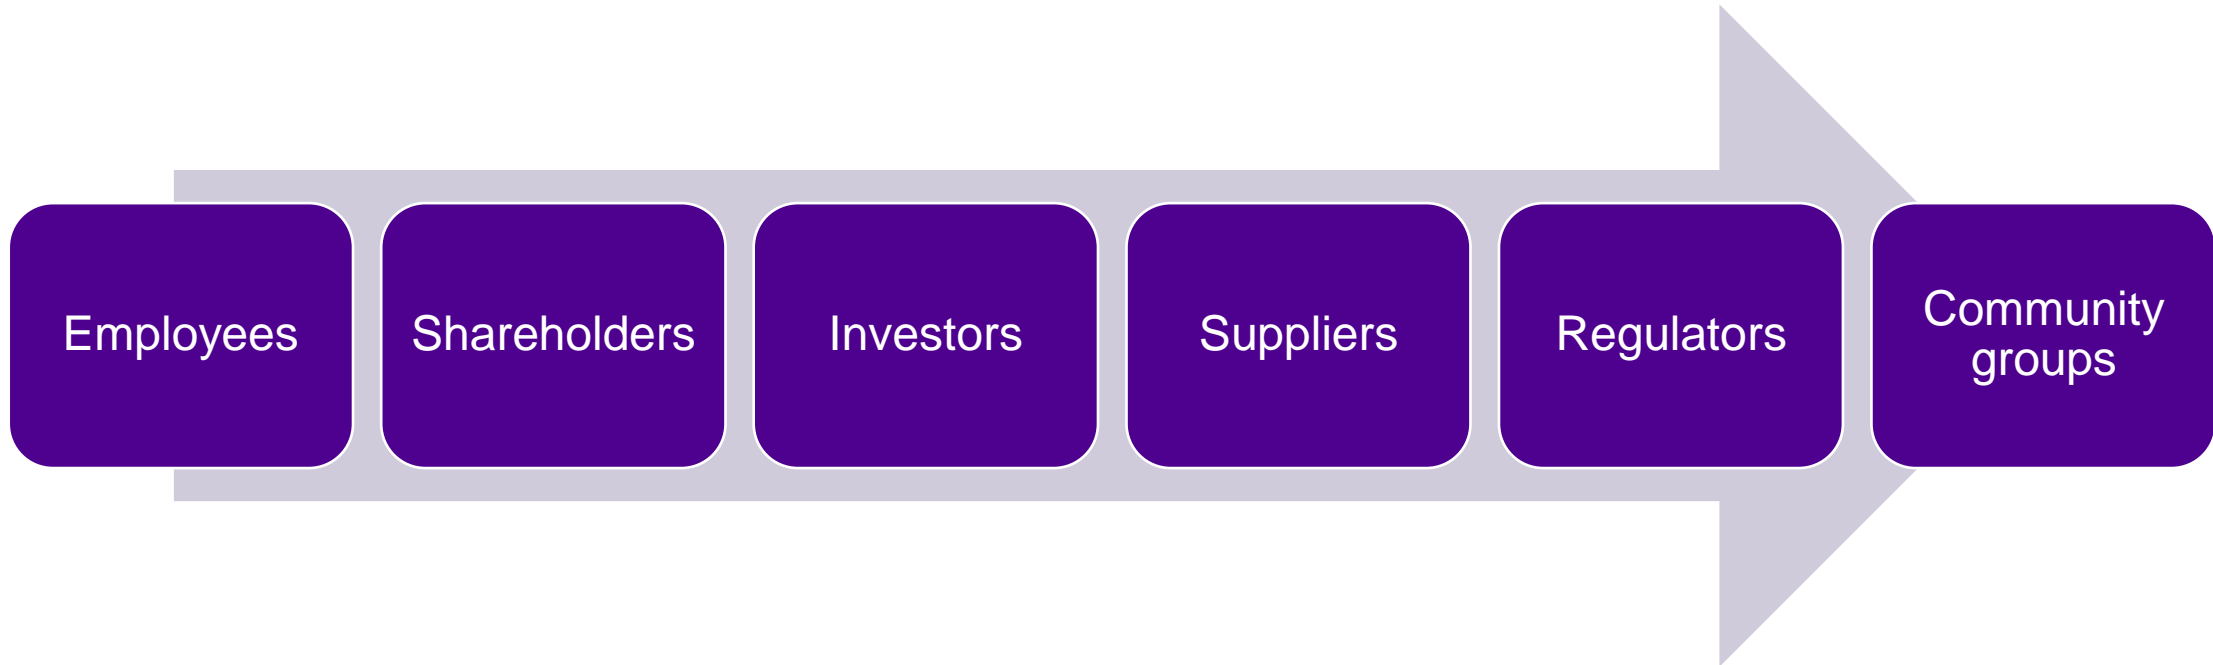 Employees
Shareholders
Investors
Suppliers
Regulators
Community
groups